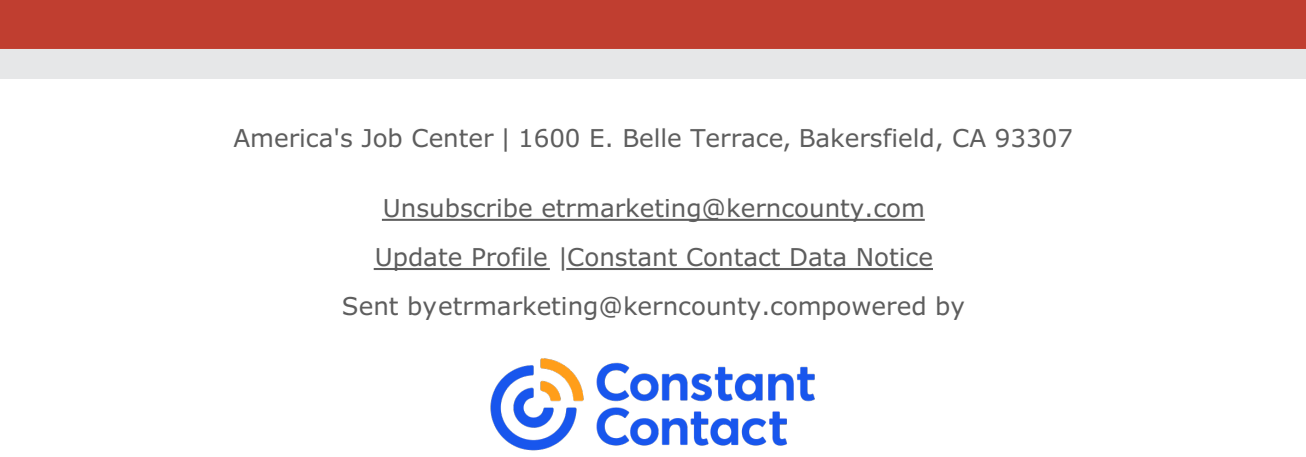 America's Job Center | 1600 E. Belle Terrace, Bakersfield, CA 93307
Unsubscribe etrmarketing@kerncounty.com
Update Profile |Constant Contact Data Notice
Sent byetrmarketing@kerncounty.compowered by
Constant
Contact